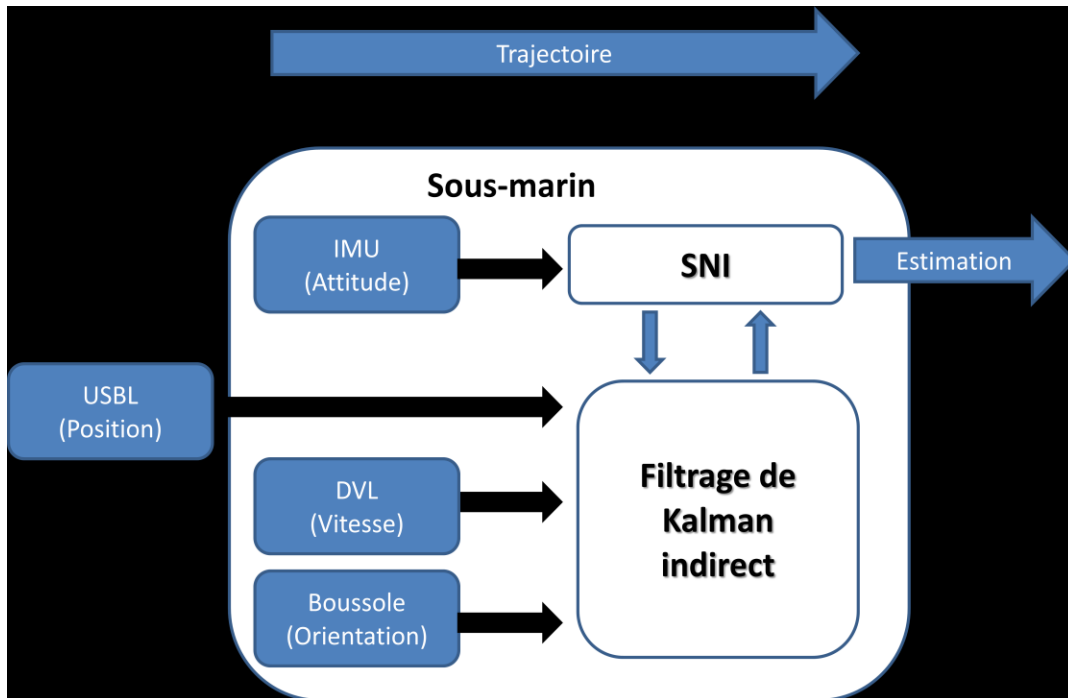 Trajectoire
Sous-marin
IMU
(Attitude)
SNI
Estimation
USBL
(Position)
DVL
(Vitesse)
Boussole
(Orientation)
Filtrage de
Kalman
indirect